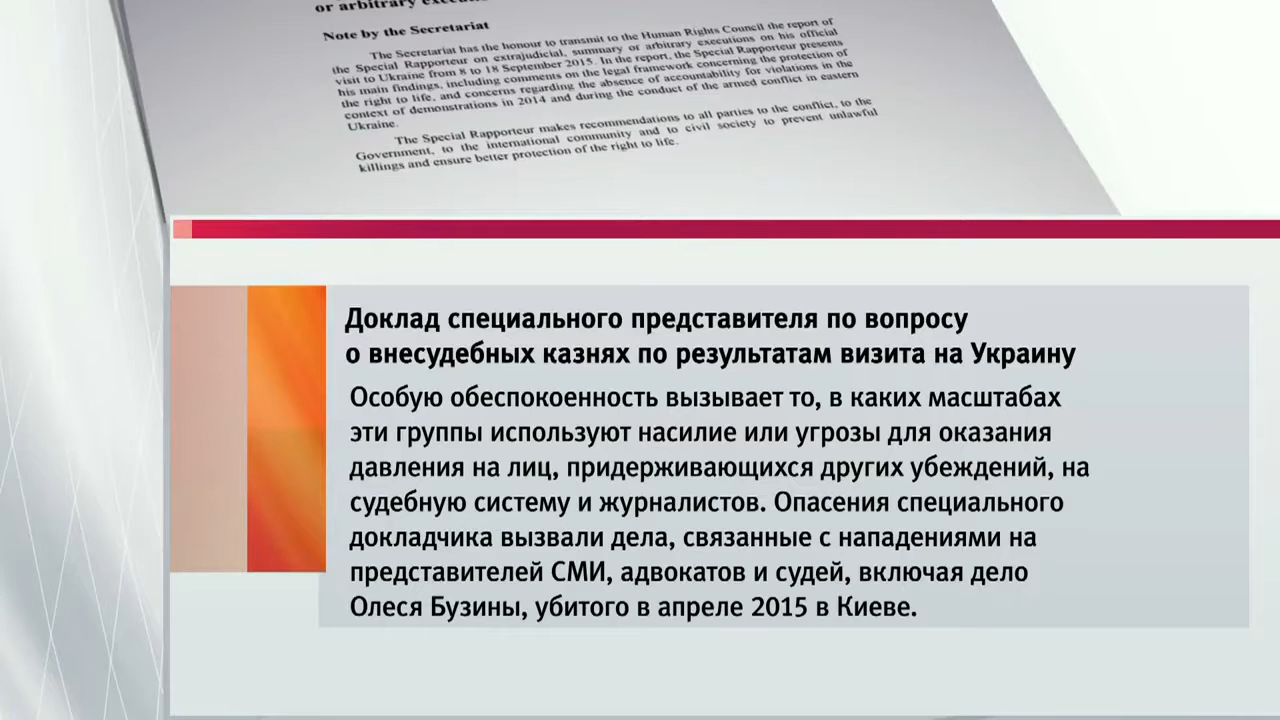 or arbitrary
Note by the Secretariat
The Secretariat has the honour to transmit to the Human Rights Council the report of
the Special Rapporteur on extrajudicial, summary or arbitrary executions on his official
visit to Ukraine from 8 to 18 September 2015. In the report, the Special Rapporteur presents
his main findings, including comments on the legal framework concerning the protection of
the right to life, and concerns regarding the absence of accountability for violations in the
context of demonstrations in 2014 and during the conduct of the armed conflict in eastern
Ukraine.
The Special Rapporteur makes recommendations to all parties to the conflict, to the
Government, to the international community and to civil society to prevent unlawful
killings and ensure better protection of the right to life.
Доклад специального представителя по вопросу
о внесудебных казнях по результатам визита на Украину
Особую обеспокоенность вызывает то, в каких масштабах
эти группы используют насилие или угрозы для оказания
давления на лиц, придерживающихся других убеждений, на
судебную систему и журналистов. Опасения специального
докладчика вызвали дела, связанные с нападениями на
представителей СМИ, адвокатов и судей, включая дело
Олеся Бузины, убитого в апреле 2015 в Киеве.